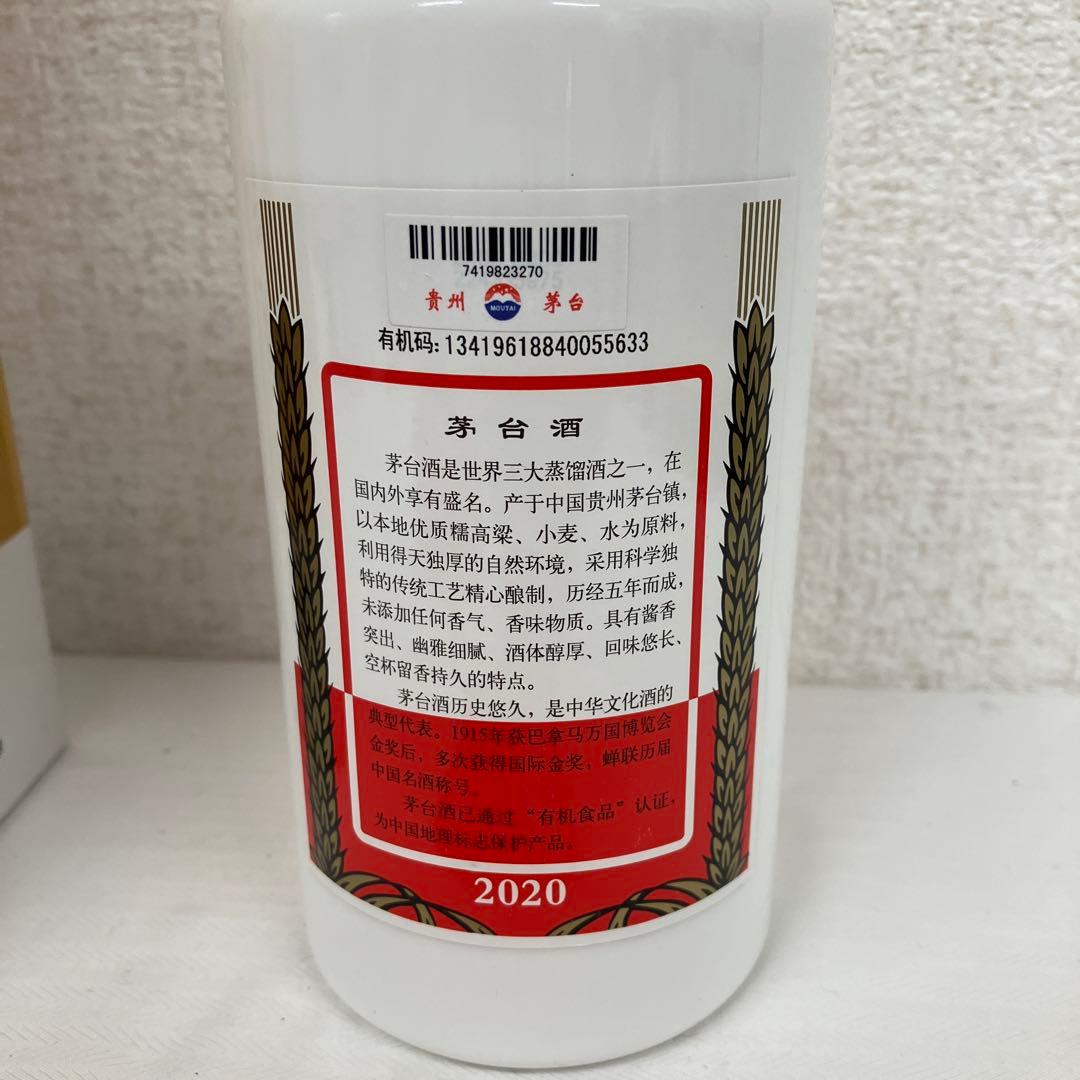 7419823270
贵州 MOUTAI 茅台
有机码:13419618840055633
茅台酒
茅台酒是世界三大蒸馏酒之一，在
国内外享有盛名。产于中国贵州茅台镇，
以本地优质糯高粱、小麦、水为原料，
利用得天独厚的自然环境，采用科学独
特的传统工艺精心酿制，历经五年而成，
未添加任何香气、香味物质。具有酱香
突出、幽雅细腻、酒体醇厚、回味悠长、
空杯留香持久的特点。
茅台酒历史悠久，是中华文化酒的
典型代表。1915年获巴拿马万国博览会
金奖后，多次获得国际金奖，蝉联历届
中国名酒称号。
茅台酒已通过“有机食品”认证，
为中国地理标志保护产品。
2020